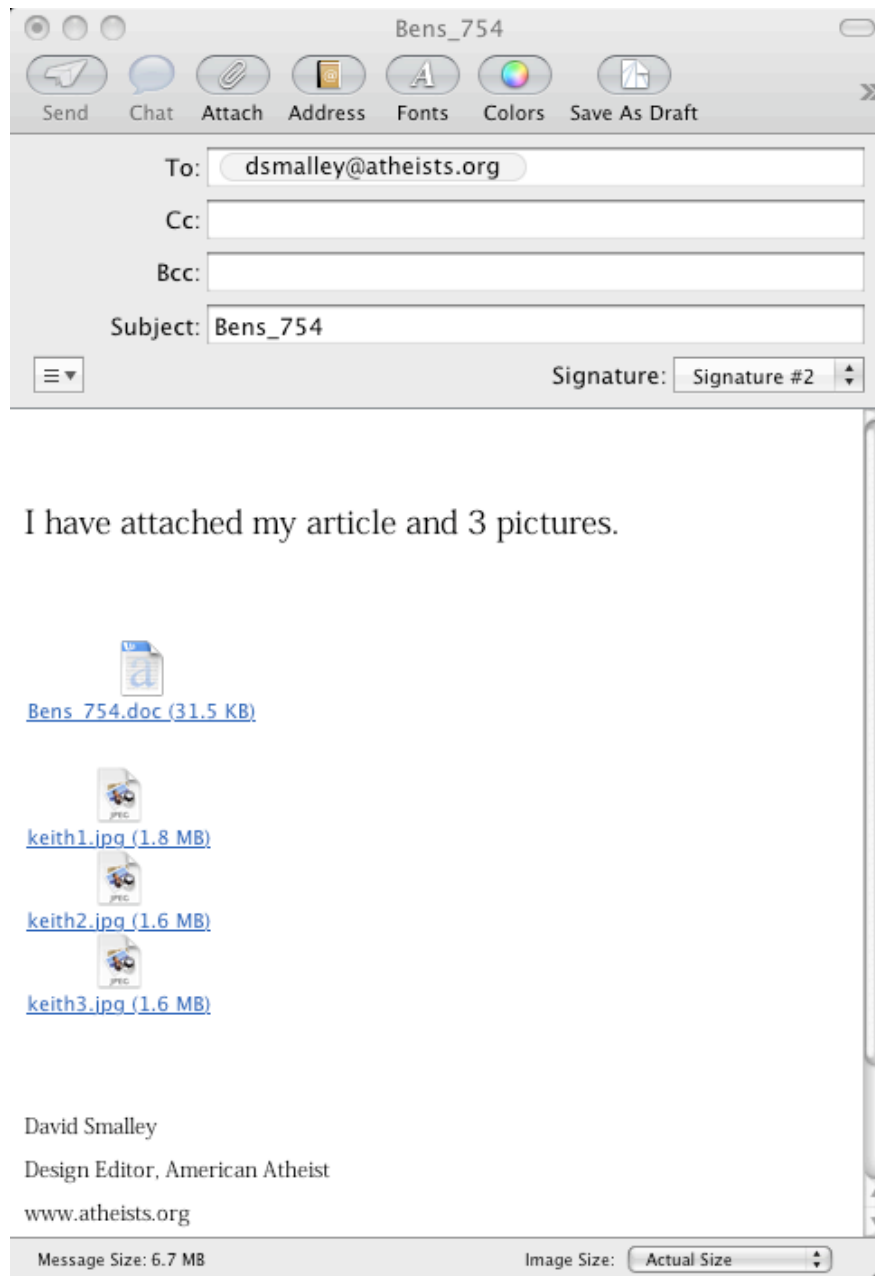 Bens_754
Send Chat Attach Address Fonts Colors Save As Draft
To: dsmalley@atheists.org
Cc:
Bcc:
Subject: Bens_754
Signature: Signature #2
I have attached my article and 3 pictures.
a
Bens_754.doc (31.5 KB)
JPEG
keith1.jpg (1.8 MB)
JPEG
keith2.jpg (1.6 MB)
JPEG
keith3.jpg (1.6 MB)
David Smalley
Design Editor, American Atheist
www.atheists.org
Message Size: 6.7 MB Image Size: Actual Size